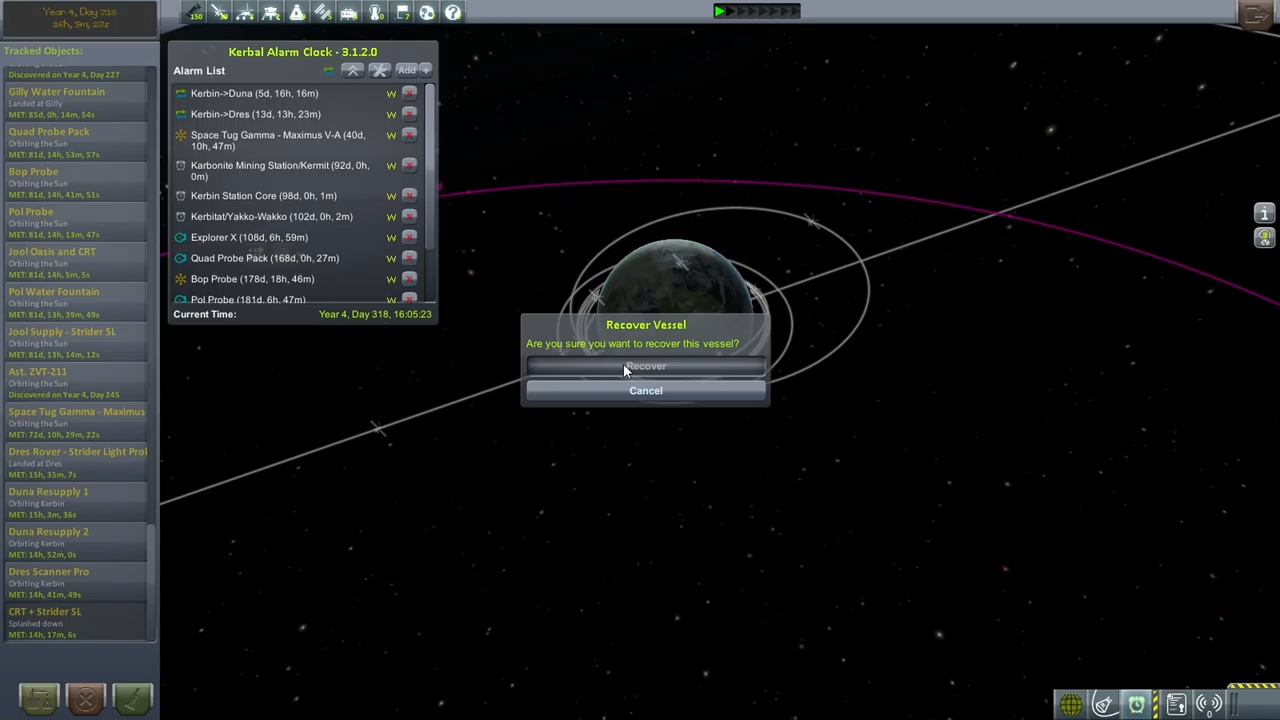 Year 4, Day 318
16h, 5m, 23s
Tracked Objects:
Discovered on Year 4, Day 227
Gilly Water Fountain
Landed at Gilly
MET: 85d, 0h, 14m, 54s
Quad Probe Pack
Orbiting the Sun
MET: 81d, 14h, 53m, 57s
Bop Probe
Orbiting the Sun
MET: 81d, 14h, 41m, 51s
Pol Probe
Orbiting the Sun
MET: 81d, 14h, 13m, 47s
Jool Oasis and CRT
Orbiting the Sun
MET: 81d, 14h, 5m, 5s
Pol Water Fountain
Orbiting the Sun
MET: 81d, 13h, 39m, 49s
Jool Supply - Strider SL
Orbiting the Sun
MET: 81d, 13h, 14m, 12s
Ast. ZVT-211
Discovered on Year 4, Day 245
Space Tug Gamma - Maximus
Orbiting the Sun
MET: 72d, 10h, 29m, 22s
Dres Rover - Strider Light Prol
Landed at Dres
MET: 15h, 35m, 7s
Duna Resupply 1
Orbiting Kerbin
MET: 15h, 3m, 36s
Duna Resupply 2
Orbiting Kerbin
MET: 14h, 52m, 0s
Dres Scanner Pro
Orbiting Kerbin
MET: 14h, 41m, 49s
CRT + Strider SL
Splashed down
MET: 14h, 17m, 6s
Kerbal Alarm Clock - 3.1.2.0
Alarm List
Add +
Kerbin->Duna (5d, 16h, 16m) W
Kerbin->Dres (13d, 13h, 23m) W
Space Tug Gamma - Maximus V-A (40d, W
10h, 47m)
Karbonite Mining Station/Kermit (92d, 0h, W
0m)
Kerbin Station Core (98d, 0h, 1m) W
Kerbitat/Yakko-Wakko (102d, 0h, 2m) W
Explorer X (108d, 6h, 59m) W
Quad Probe Pack (168d, 0h, 27m) W
Bop Probe (178d, 18h, 46m) W
Pol Probe (181d, 6h, 47m) W
Current Time: Year 4, Day 318, 16:05:23
Recover Vessel
Are you sure you want to recover this vessel?
Recover
Cancel